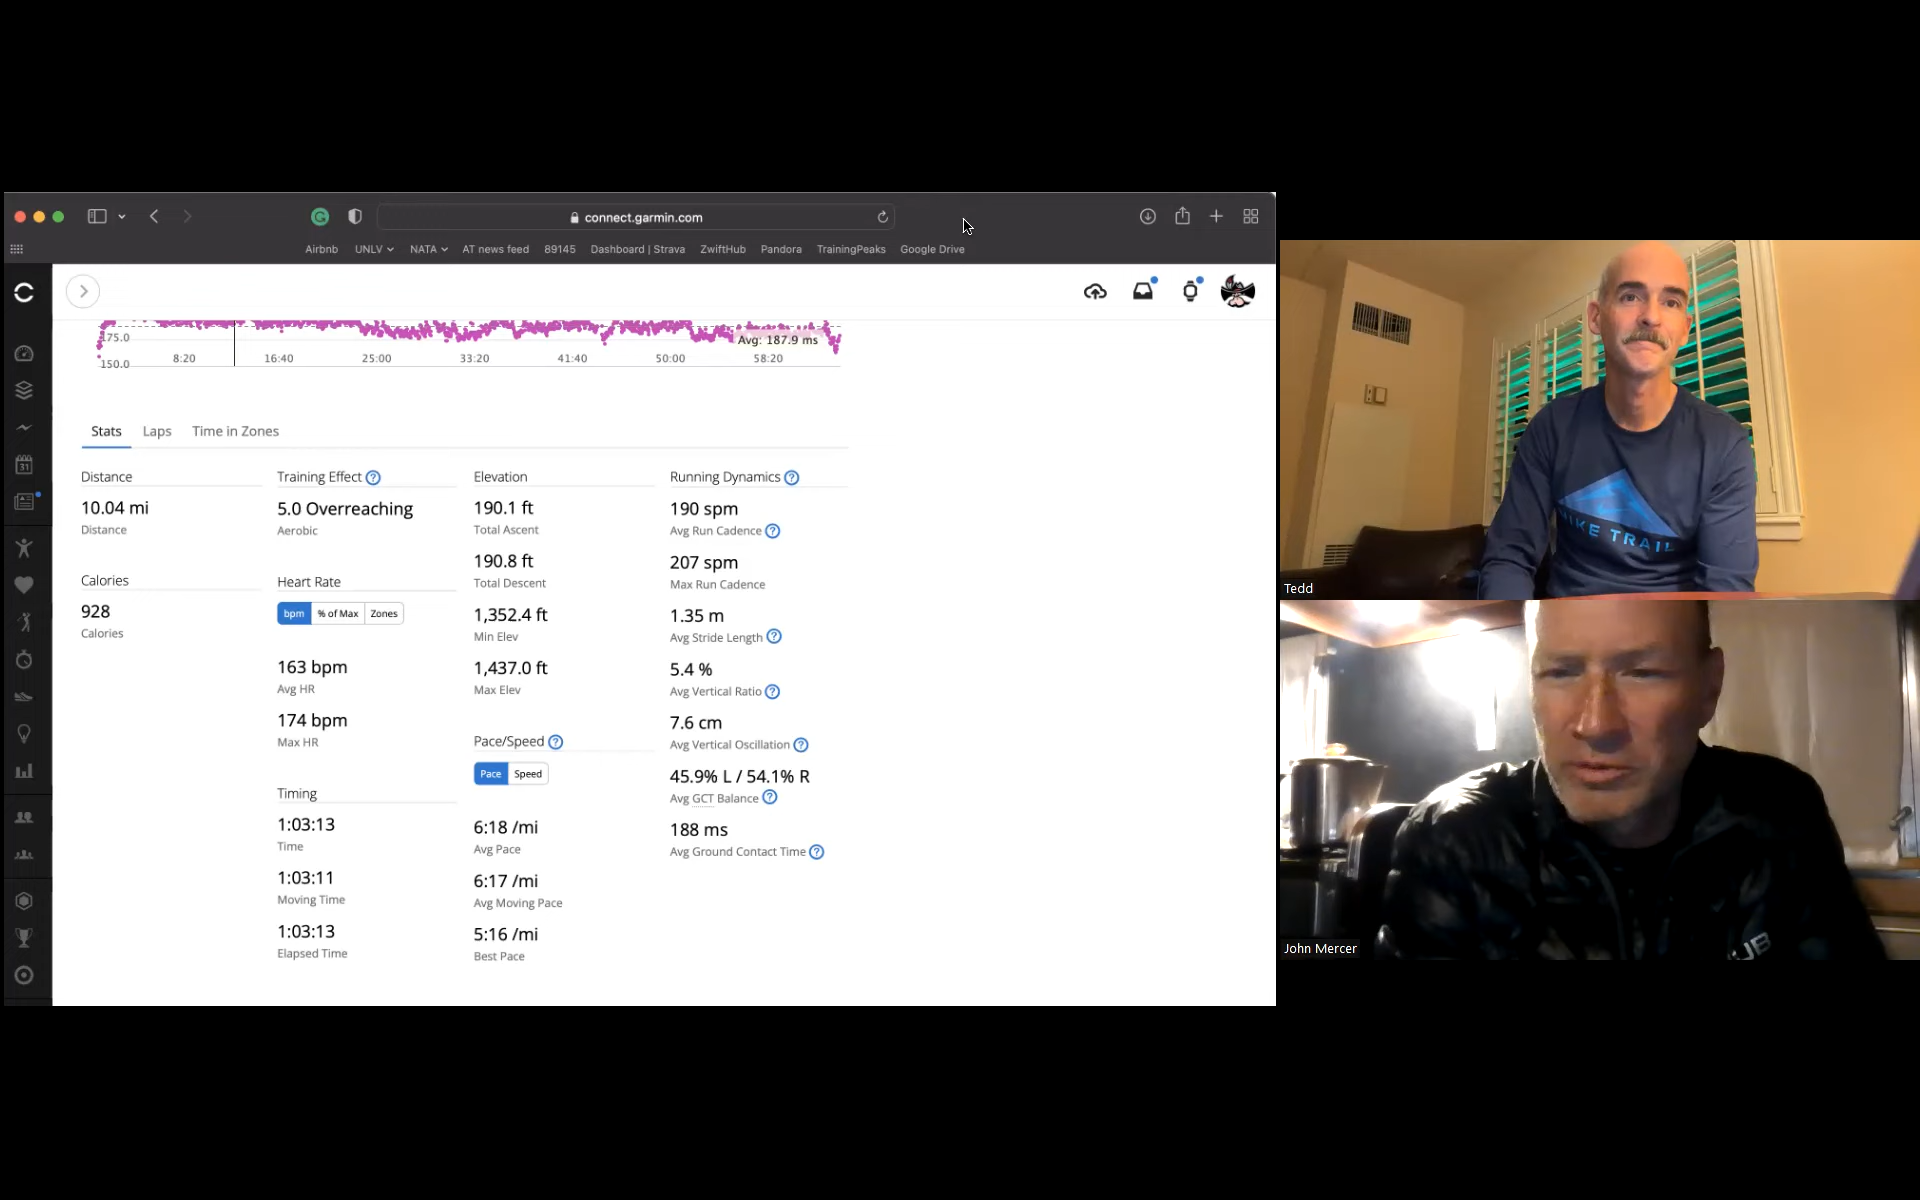 connect.garmin.com
Airbnb UNLV NATA AT news feed 89145 Dashboard | Strava ZwiftHub Pandora TrainingPeaks Google Drive
31
175.0
Avg: 187.9 ms
150.0
8:20 16:40 25:00 33:20 41:40 50:00 58:20
Stats Laps Time in Zones
Distance
10.04 mi
Distance
Calories
928
Calories
Training Effect ?
5.0 Overreaching
Aerobic
Heart Rate
bpm % of Max Zones
163 bpm
Avg HR
174 bpm
Max HR
Timing
1:03:13
Time
1:03:11
Moving Time
1:03:13
Elapsed Time
Elevation
190.1 ft
Total Ascent
190.8 ft
Total Descent
1,352.4 ft
Min Elev
1,437.0 ft
Max Elev
Pace/Speed ?
Pace Speed
6:18 /mi
Avg Pace
6:17 /mi
Avg Moving Pace
5:16 /mi
Best Pace
Running Dynamics ?
190 spm
Avg Run Cadence ?
207 spm
Max Run Cadence
1.35 m
Avg Stride Length ?
5.4 %
Avg Vertical Ratio ?
7.6 cm
Avg Vertical Oscillation ?
45.9% L / 54.1% R
Avg GCT Balance ?
188 ms
Avg Ground Contact Time ?
NIKE TRAIL
Tedd
John Mercer